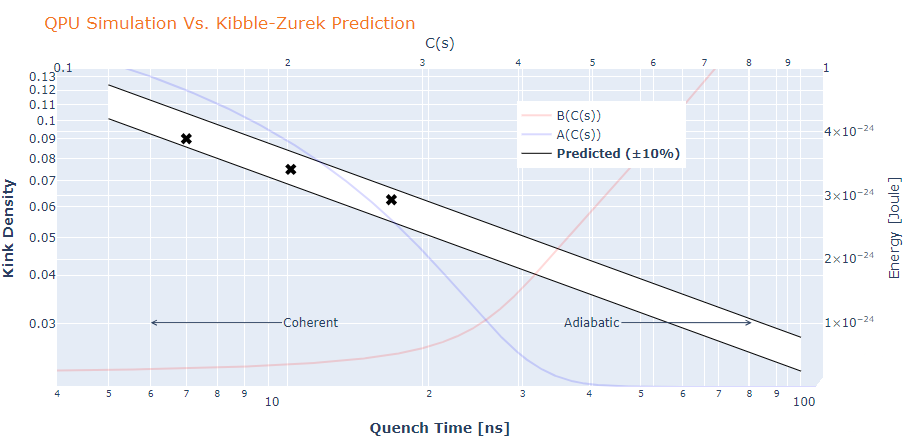 QPU Simulation Vs. Kibble-Zurek Prediction
C(s)
0.1 2 3 4 5 6 7 8 9 1
0.13
0.12
0.11
0.1
0.09
0.08
0.07
0.06
0.05
0.04
0.03
Kink Density
B(C(s))
A(C(s))
Predicted (±10%)
4×10−24
3×10−24
2×10−24
1×10−24
Energy [Joule]
Coherent
Adiabatic
4 5 6 7 8 9 10 2 3 4 5 6 7 8 9 100
Quench Time [ns]